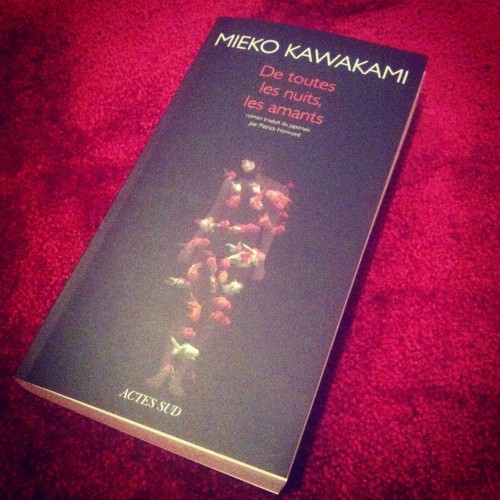 MIEKO KAWAKAMI
De toutes
les nuits,
les amants
roman traduit du japonais
par Patrick Honnoré
ACTES SUD